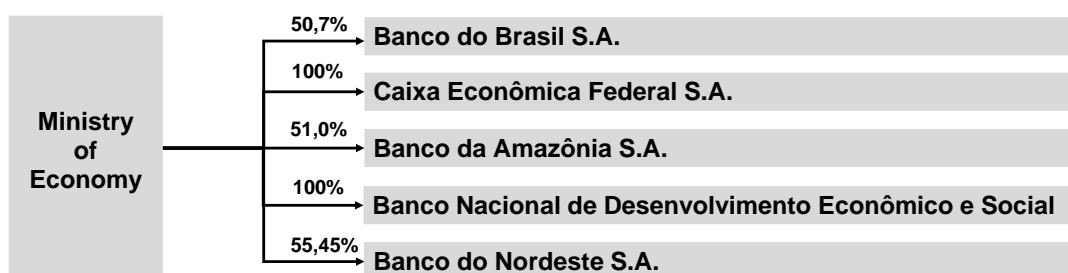 50,7%
Banco do Brasil S.A.
100%
Caixa Econômica Federal S.A.
Ministry
of
Economy
51,0%
Banco da Amazônia S.A.
100%
Banco Nacional de Desenvolvimento Econômico e Social
55,45%
Banco do Nordeste S.A.